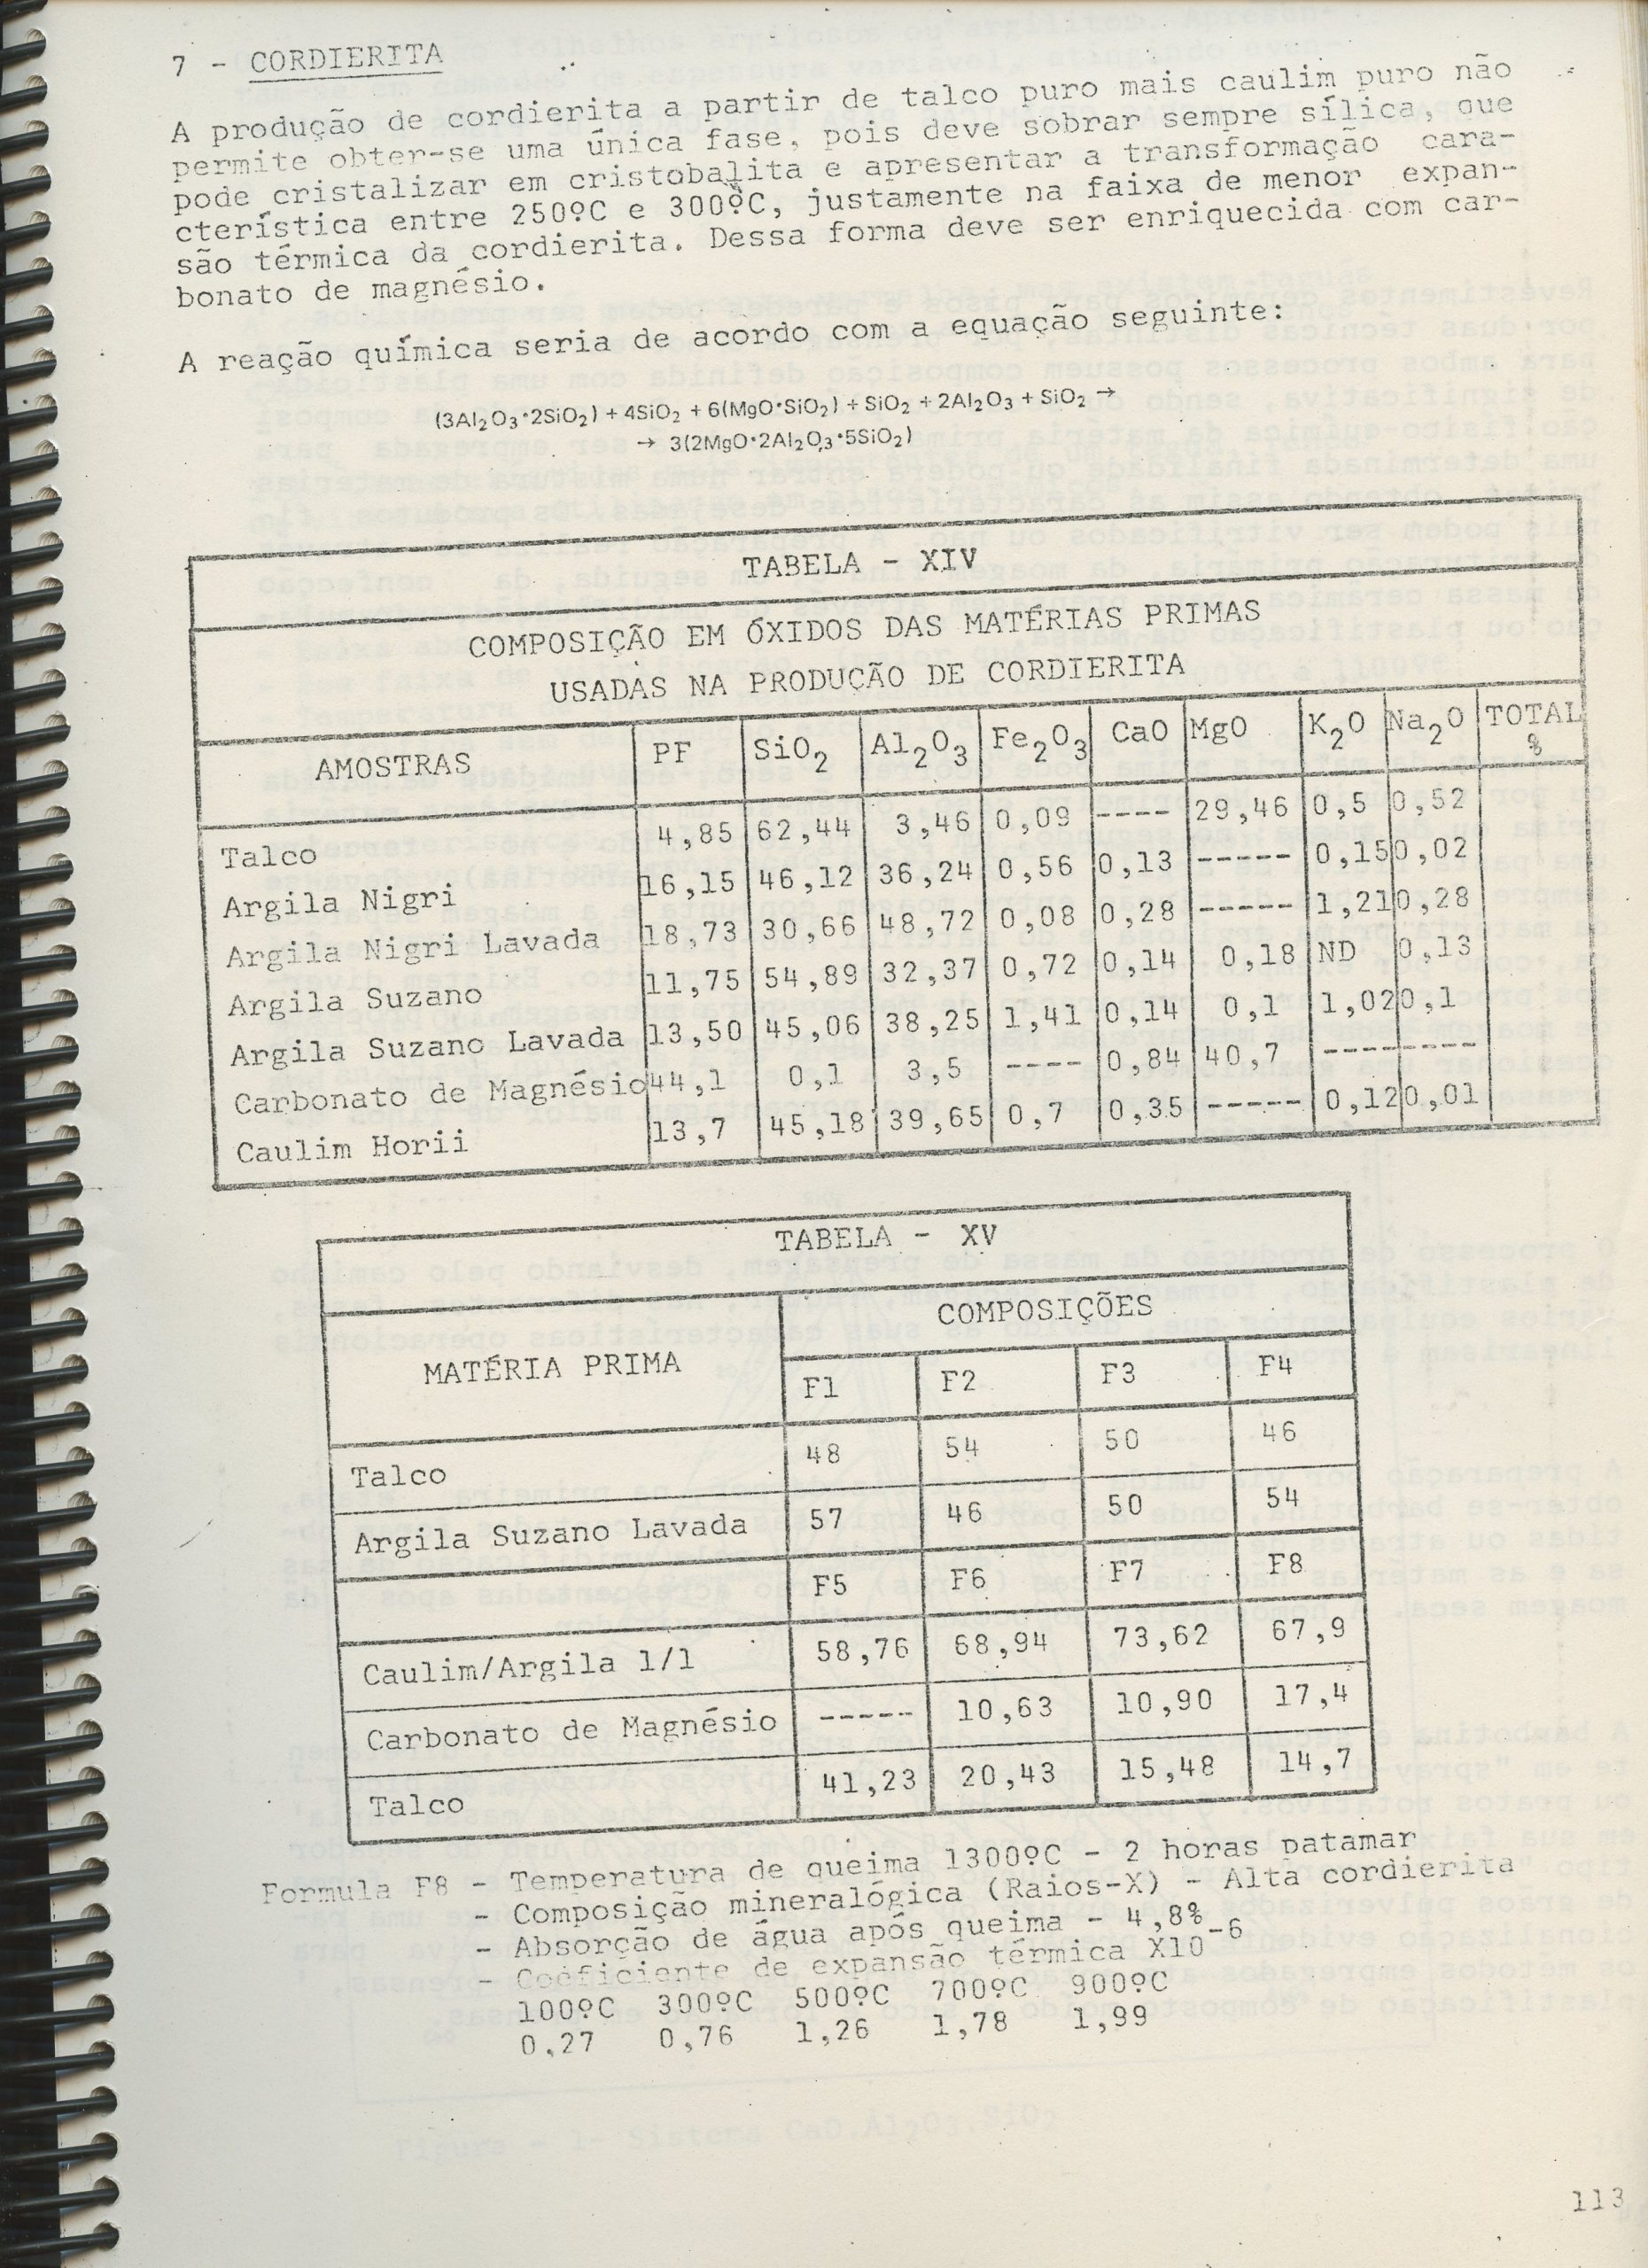 7 - CORDIERITA
A produção de cordierita a partir de talco puro mais caulim puro não
permite obter-se uma única fase, pois deve sobrar sempre sílica, que
pode cristalizar em cristobalita e apresentar a transformação cara-
cterística entre 250ºC e 300ºC, justamente na faixa de menor expan-
são térmica da cordierita. Dessa forma deve ser enriquecida com car-
bonato de magnésio.
A reação química seria de acordo com a equação seguinte:
(3Al₂O₃·2SiO₂) + 4SiO₂ + 6(MgO·SiO₂) + SiO₂ + 2Al₂O₃ + SiO₂ →
→ 3(2MgO·2Al₂O₃·5SiO₂)
TABELA - XIV
COMPOSIÇÃO EM ÓXIDOS DAS MATÉRIAS PRIMAS
USADAS NA PRODUÇÃO DE CORDIERITA
AMOSTRAS PF SiO₂ Al₂O₃ Fe₂O₃ CaO MgO K₂O Na₂O TOTAL %
Talco 4,85 62,44 3,46 0,09 ---- 29,46 0,5 0,52
Argila Nigri 16,15 46,12 36,24 0,56 0,13 ----- 0,15 0,02
Argila Nigri Lavada 18,73 30,66 48,72 0,08 0,28 ----- 1,21 0,28
Argila Suzano 11,75 54,89 32,37 0,72 0,14 0,18 ND 0,13
Argila Suzano Lavada 13,50 45,06 38,25 1,41 0,14 0,1 1,02 0,1
Carbonato de Magnésio 44,1 0,1 3,5 ---- 0,84 40,7 ---------
Caulim Horii 13,7 45,18 39,65 0,7 0,35 ----- 0,12 0,01
TABELA - XV
MATÉRIA PRIMA COMPOSIÇÕES
F1 F2 F3 F4
Talco 48 54 50 46
Argila Suzano Lavada 57 46 50 54
F5 F6 F7 F8
Caulim/Argila 1/1 58,76 68,94 73,62 67,9
Carbonato de Magnésio ----- 10,63 10,90 17,4
Talco 41,23 20,43 15,48 14,7
Formula F8 - Temperatura de queima 1300ºC - 2 horas patamar
- Composição mineralógica (Raios-X) - Alta cordierita
- Absorção de água após queima - 4,8%
- Coeficiente de expansão térmica X10⁻⁶
100ºC 300ºC 500ºC 700ºC 900ºC
0,27 0,76 1,26 1,78 1,99
113